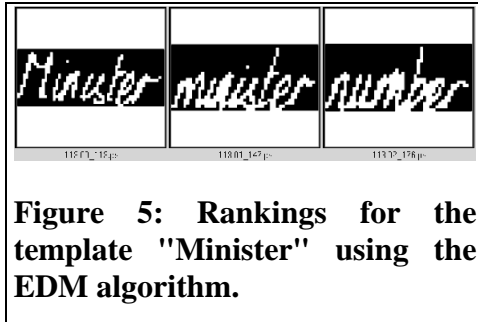 Minister minister number
Figure 5: Rankings for the
template "Minister" using the
EDM algorithm.